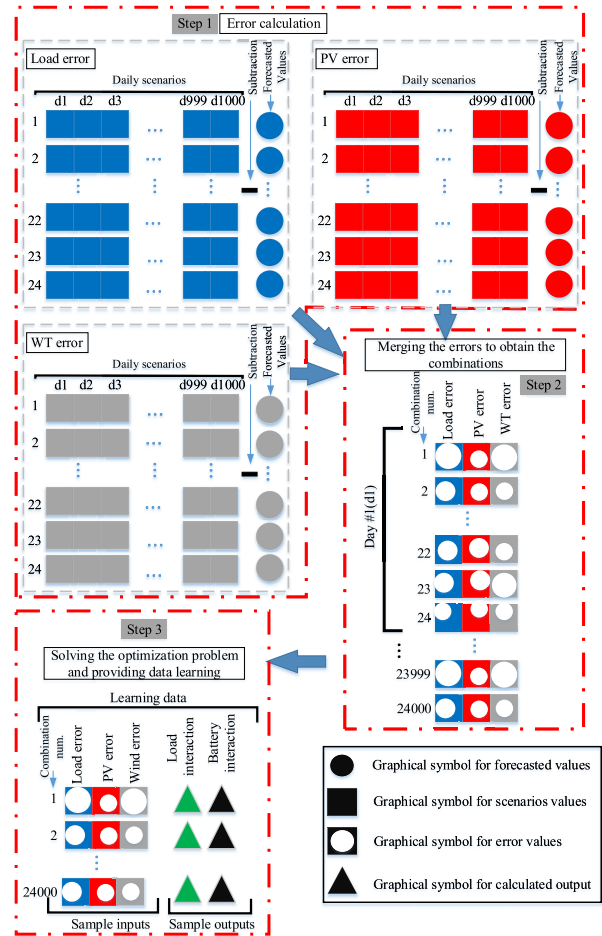 Step 1
Error calculation
Load error
Daily scenarios
d1 d2 d3 d999 d1000
Subtraction
Forecasted
Values
1
...
2
...
22
...
23
...
24
PV error
Daily scenarios
d1 d2 d3 d999 d1000
Subtraction
Forecasted
Values
1
...
2
...
22
...
23
...
24
WT error
Daily scenarios
d1 d2 d3 d999 d1000
Subtraction
Forecasted
Values
1
...
2
...
22
...
23
...
24
Merging the errors to obtain the
combinations
Step 2
Combination
num.
Load error
PV error
WT error
Day #1(d1)
1
2
...
22
23
24
...
23999
24000
Step 3
Solving the optimization problem
and providing data learning
Learning data
Combination
num.
Load error
PV error
Wind error
Load
interaction
Battery
interaction
1
2
...
24000
Sample inputs
Sample outputs
Graphical symbol for forecasted values
Graphical symbol for scenarios values
Graphical symbol for error values
Graphical symbol for calculated output